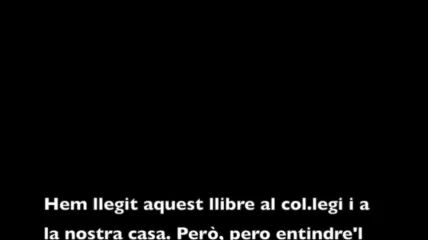 Hem llegit aquest llibre al col.legi i a
la nostra casa. Però, pero entindre'l